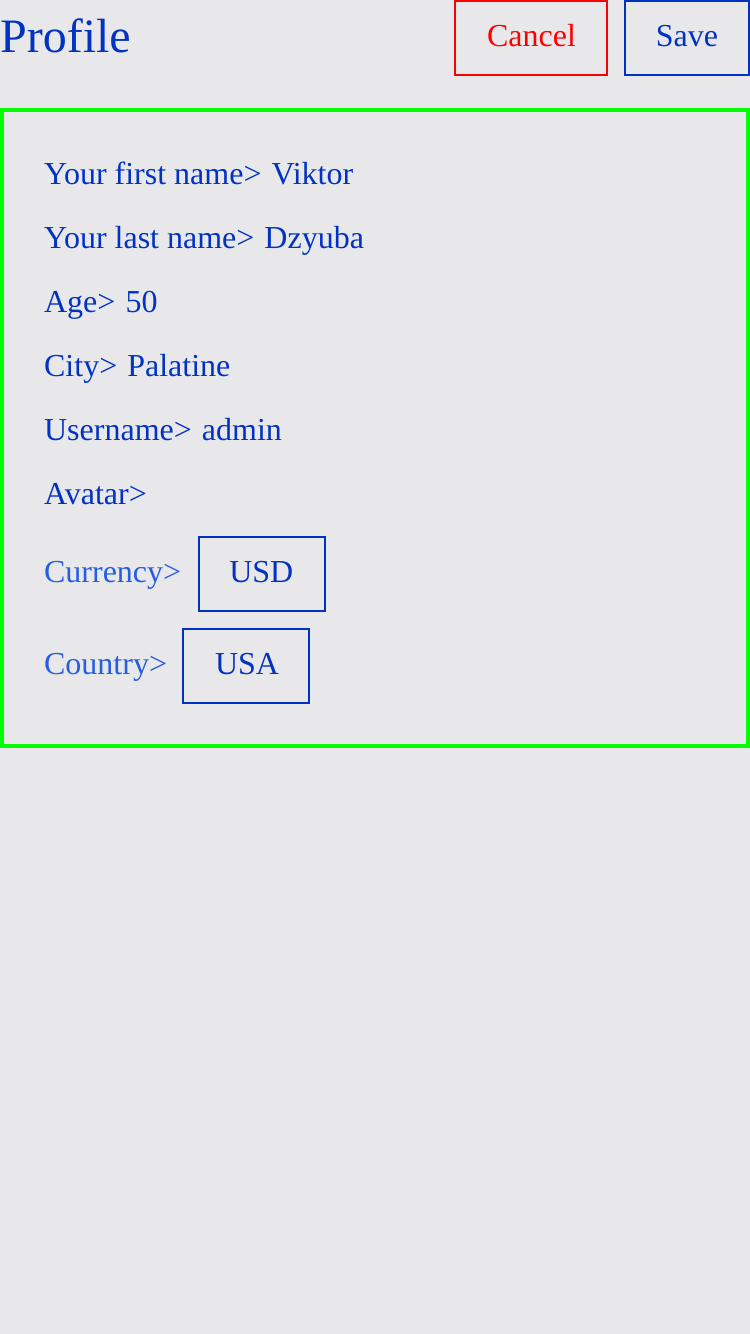 Profile
Cancel
Save
Your first name> Viktor
Your last name> Dzyuba
Age> 50
City> Palatine
Username> admin
Avatar>
Currency> USD
Country> USA